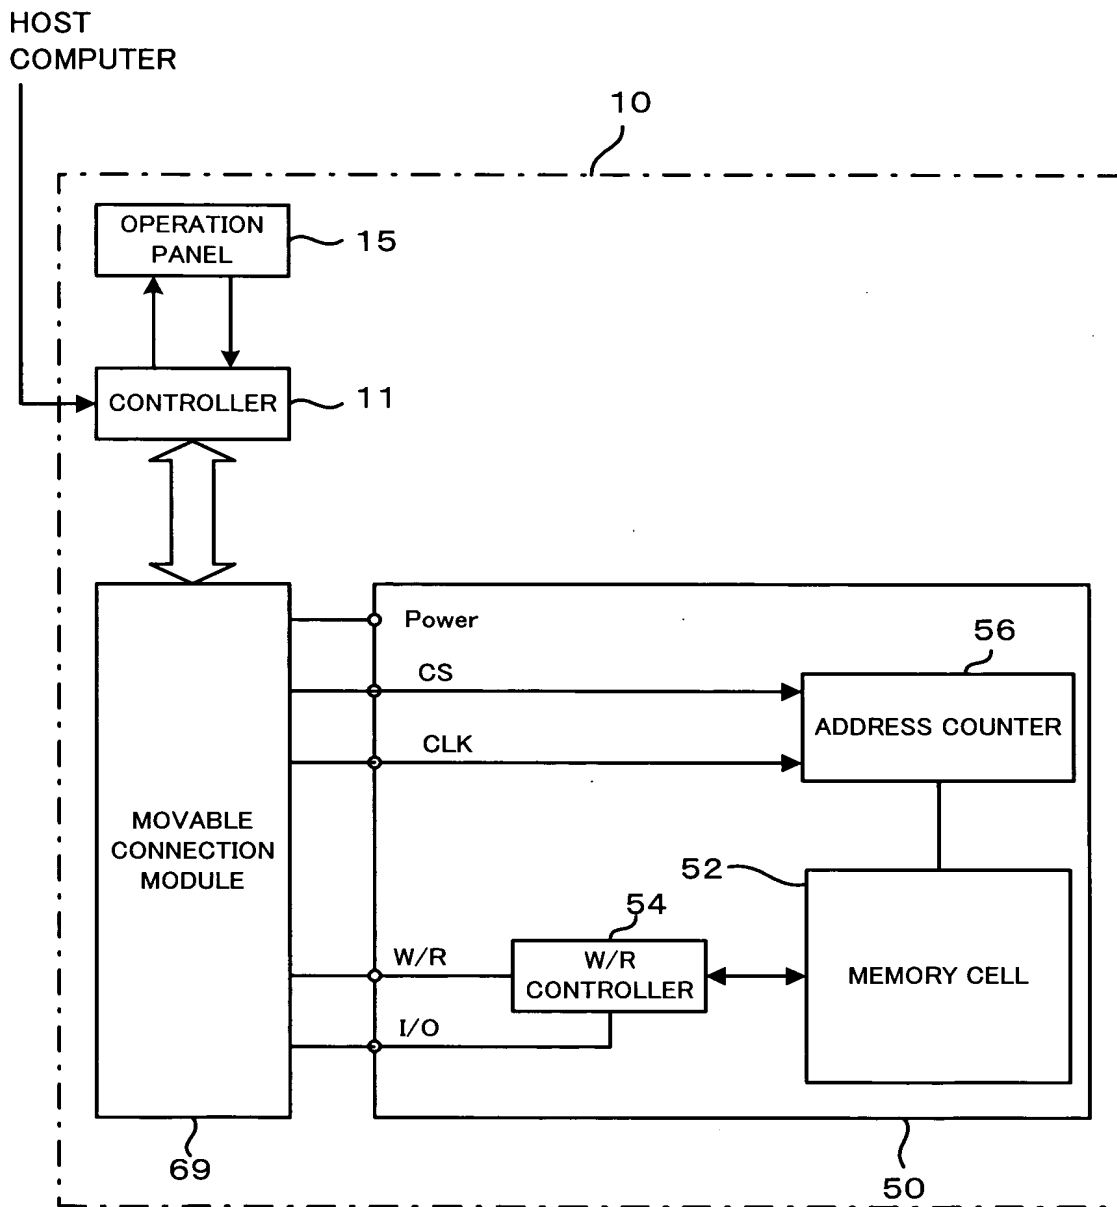 HOST
COMPUTER
10
OPERATION
PANEL
15
CONTROLLER
11
MOVABLE
CONNECTION
MODULE
69
Power
CS
CLK
56
ADDRESS COUNTER
52
MEMORY CELL
54
W/R
CONTROLLER
W/R
I/O
50